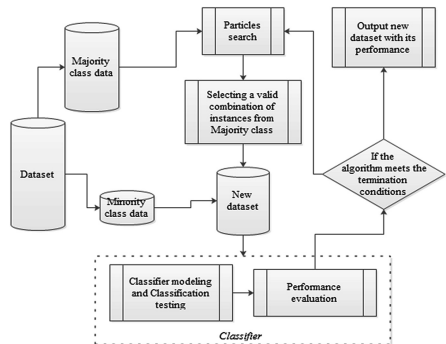 Majority
class data
Particles
search
Output new
dataset with its
performance
Selecting a valid
combination of
instances from
Majority class
Dataset
Minority
class data
New
dataset
If the
algorithm meets the
termination
conditions
Classifier modeling
and Classification
testing
Performance
evaluation
Classifier